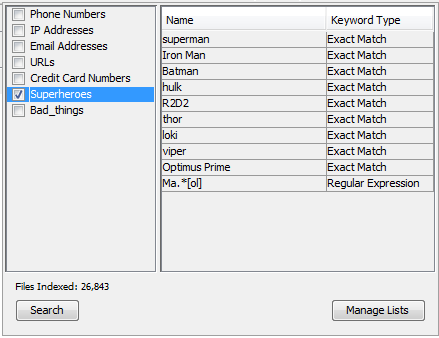 Phone Numbers
IP Addresses
Email Addresses
URLs
Credit Card Numbers
Superheroes
Bad_things
Name Keyword Type
superman Exact Match
Iron Man Exact Match
Batman Exact Match
hulk Exact Match
R2D2 Exact Match
thor Exact Match
loki Exact Match
viper Exact Match
Optimus Prime Exact Match
Ma.*[ol] Regular Expression
Files Indexed: 26,843
Search Manage Lists